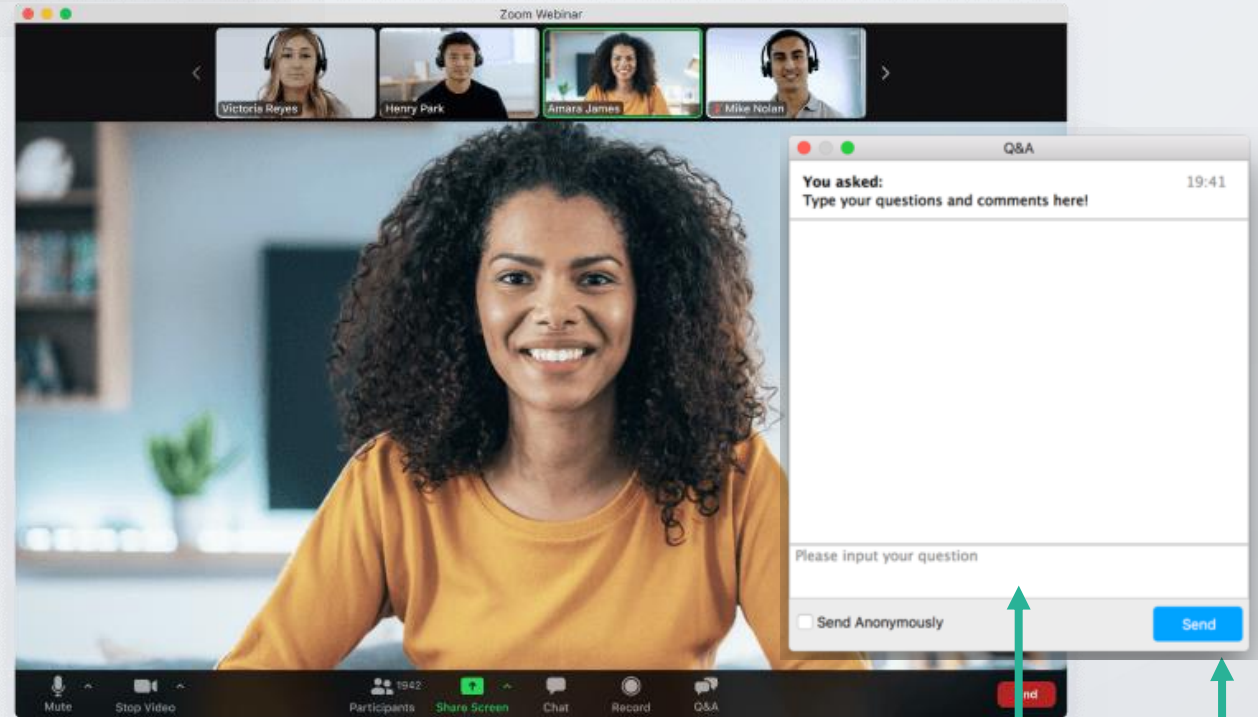 Zoom Webinar
Victoria Reyes
Henry Park
Amara James
Mike Nolan
Q&A
You asked:
19:41
Type your questions and comments here!
Please input your question
Send Anonymously
Send
Mute
Stop Video
1942
Participants
Share Screen
Chat
Record
Q&A